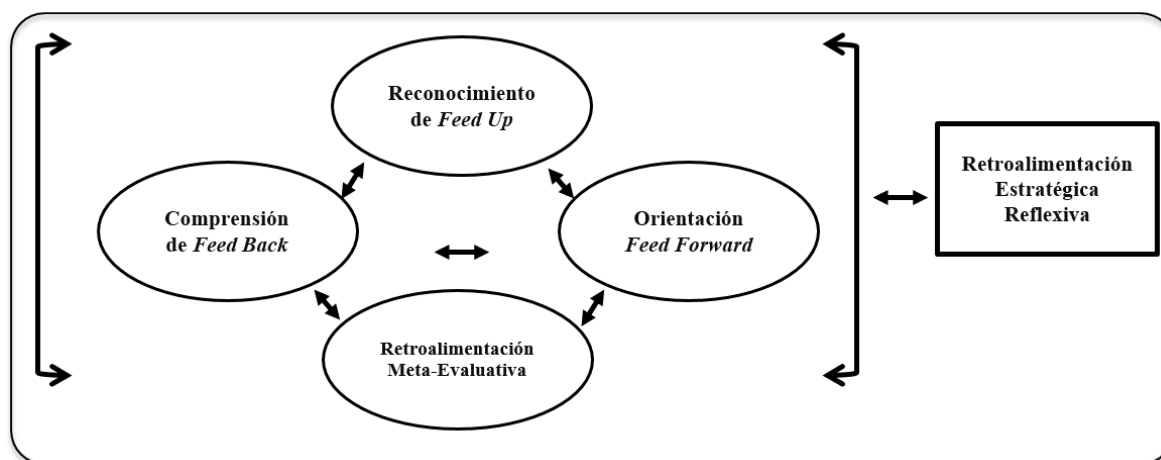 Reconocimiento
de Feed Up
Comprensión
de Feed Back
Orientación
Feed Forward
Retroalimentación
Meta-Evaluativa
Retroalimentación
Estratégica
Reflexiva